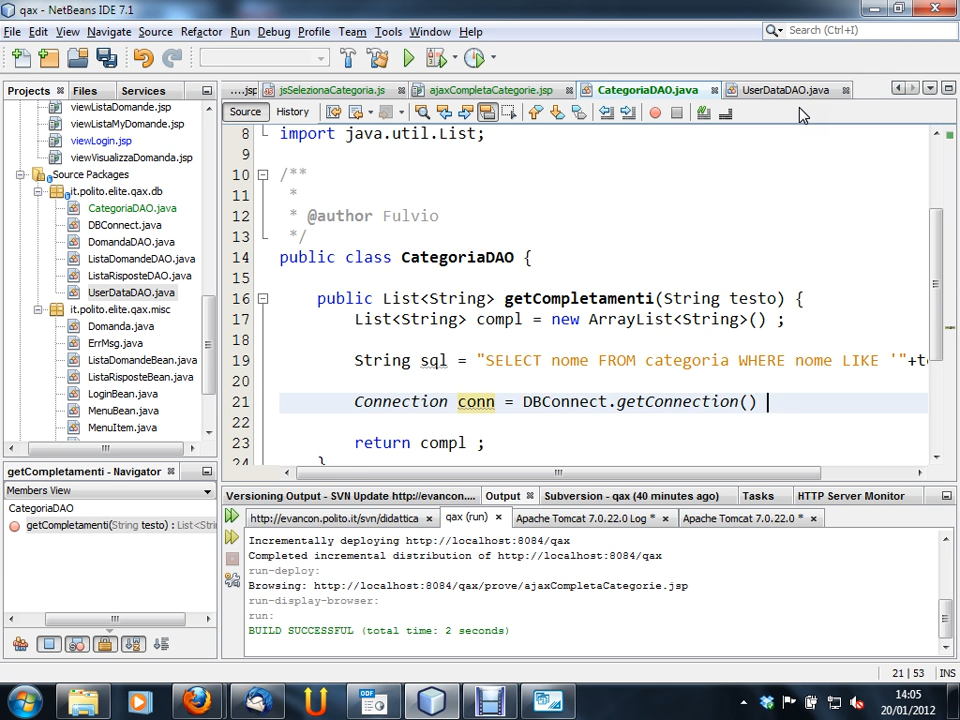 qax - NetBeans IDE 7.1
File Edit View Navigate Source Refactor Run Debug Profile Team Tools Window Help
Search (Ctrl+I)
Projects Files Services
....jsp jsSelezionaCategoria.js ajaxCompletaCategorie.jsp CategoriaDAO.java UserDataDAO.java
Source History
viewListaDomande.jsp
viewListaMyDomande.jsp
viewLogin.jsp
viewVisualizzaDomanda.jsp
Source Packages
it.polito.elite.qax.db
CategoriaDAO.java
DBConnect.java
DomandaDAO.java
ListaDomandeDAO.java
ListaRisposteDAO.java
UserDataDAO.java
it.polito.elite.qax.misc
Domanda.java
ErrMsg.java
ListaDomandeBean.java
ListaRisposteBean.java
LoginBean.java
MenuBean.java
MenuItem.java
8 import java.util.List;
9
10 /**
11 *
12 * @author Fulvio
13 */
14 public class CategoriaDAO {
15
16 public List<String> getCompletamenti(String testo) {
17 List<String> compl = new ArrayList<String>() ;
18
19 String sql = "SELECT nome FROM categoria WHERE nome LIKE '"+te
20
21 Connection conn = DBConnect.getConnection()
22
23 return compl ;
24 }
getCompletamenti - Navigator
Members View
CategoriaDAO
getCompletamenti(String testo) : List<Strin
Versioning Output - SVN Update http://evancon.... Output Subversion - qax (40 minutes ago) Tasks HTTP Server Monitor
http://evancon.polito.it/svn/didattica qax (run) Apache Tomcat 7.0.22.0 Log * Apache Tomcat 7.0.22.0 *
Incrementally deploying http://localhost:8084/qax
Completed incremental distribution of http://localhost:8084/qax
run-deploy:
Browsing: http://localhost:8084/qax/prove/ajaxCompletaCategorie.jsp
run-display-browser:
run:
BUILD SUCCESSFUL (total time: 2 seconds)
21 | 53 INS
14:05
20/01/2012